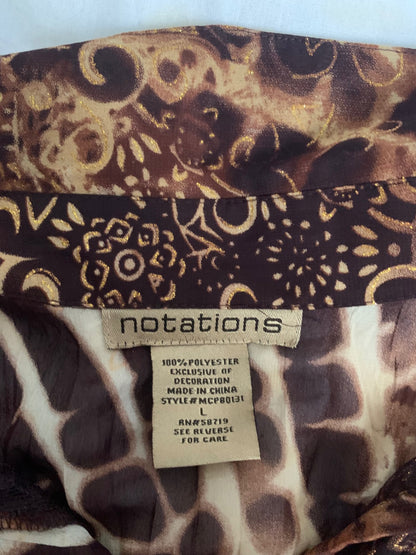 notations
100% POLYESTER
EXCLUSIVE OF
DECORATION
MADE IN CHINA
STYLE#MCP80131
L
RN#58719
SEE REVERSE
FOR CARE